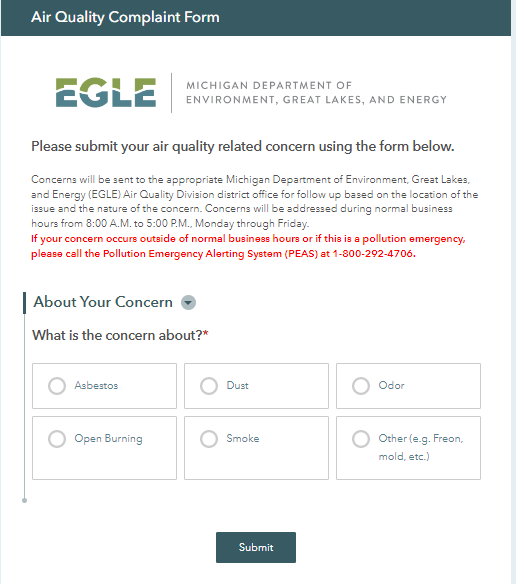 Air Quality Complaint Form
EGLE
MICHIGAN DEPARTMENT OF
ENVIRONMENT, GREAT LAKES, AND ENERGY
Please submit your air quality related concern using the form below.
Concerns will be sent to the appropriate Michigan Department of Environment, Great Lakes,
and Energy (EGLE) Air Quality Division district office for follow up based on the location of the
issue and the nature of the concern. Concerns will be addressed during normal business
hours from 8:00 A.M. to 5:00 P.M., Monday through Friday.
If your concern occurs outside of normal business hours or if this is a pollution emergency,
please call the Pollution Emergency Alerting System (PEAS) at 1-800-292-4706.
About Your Concern
What is the concern about?*
Asbestos
Dust
Odor
Open Burning
Smoke
Other (e.g. Freon,
mold, etc.)
Submit